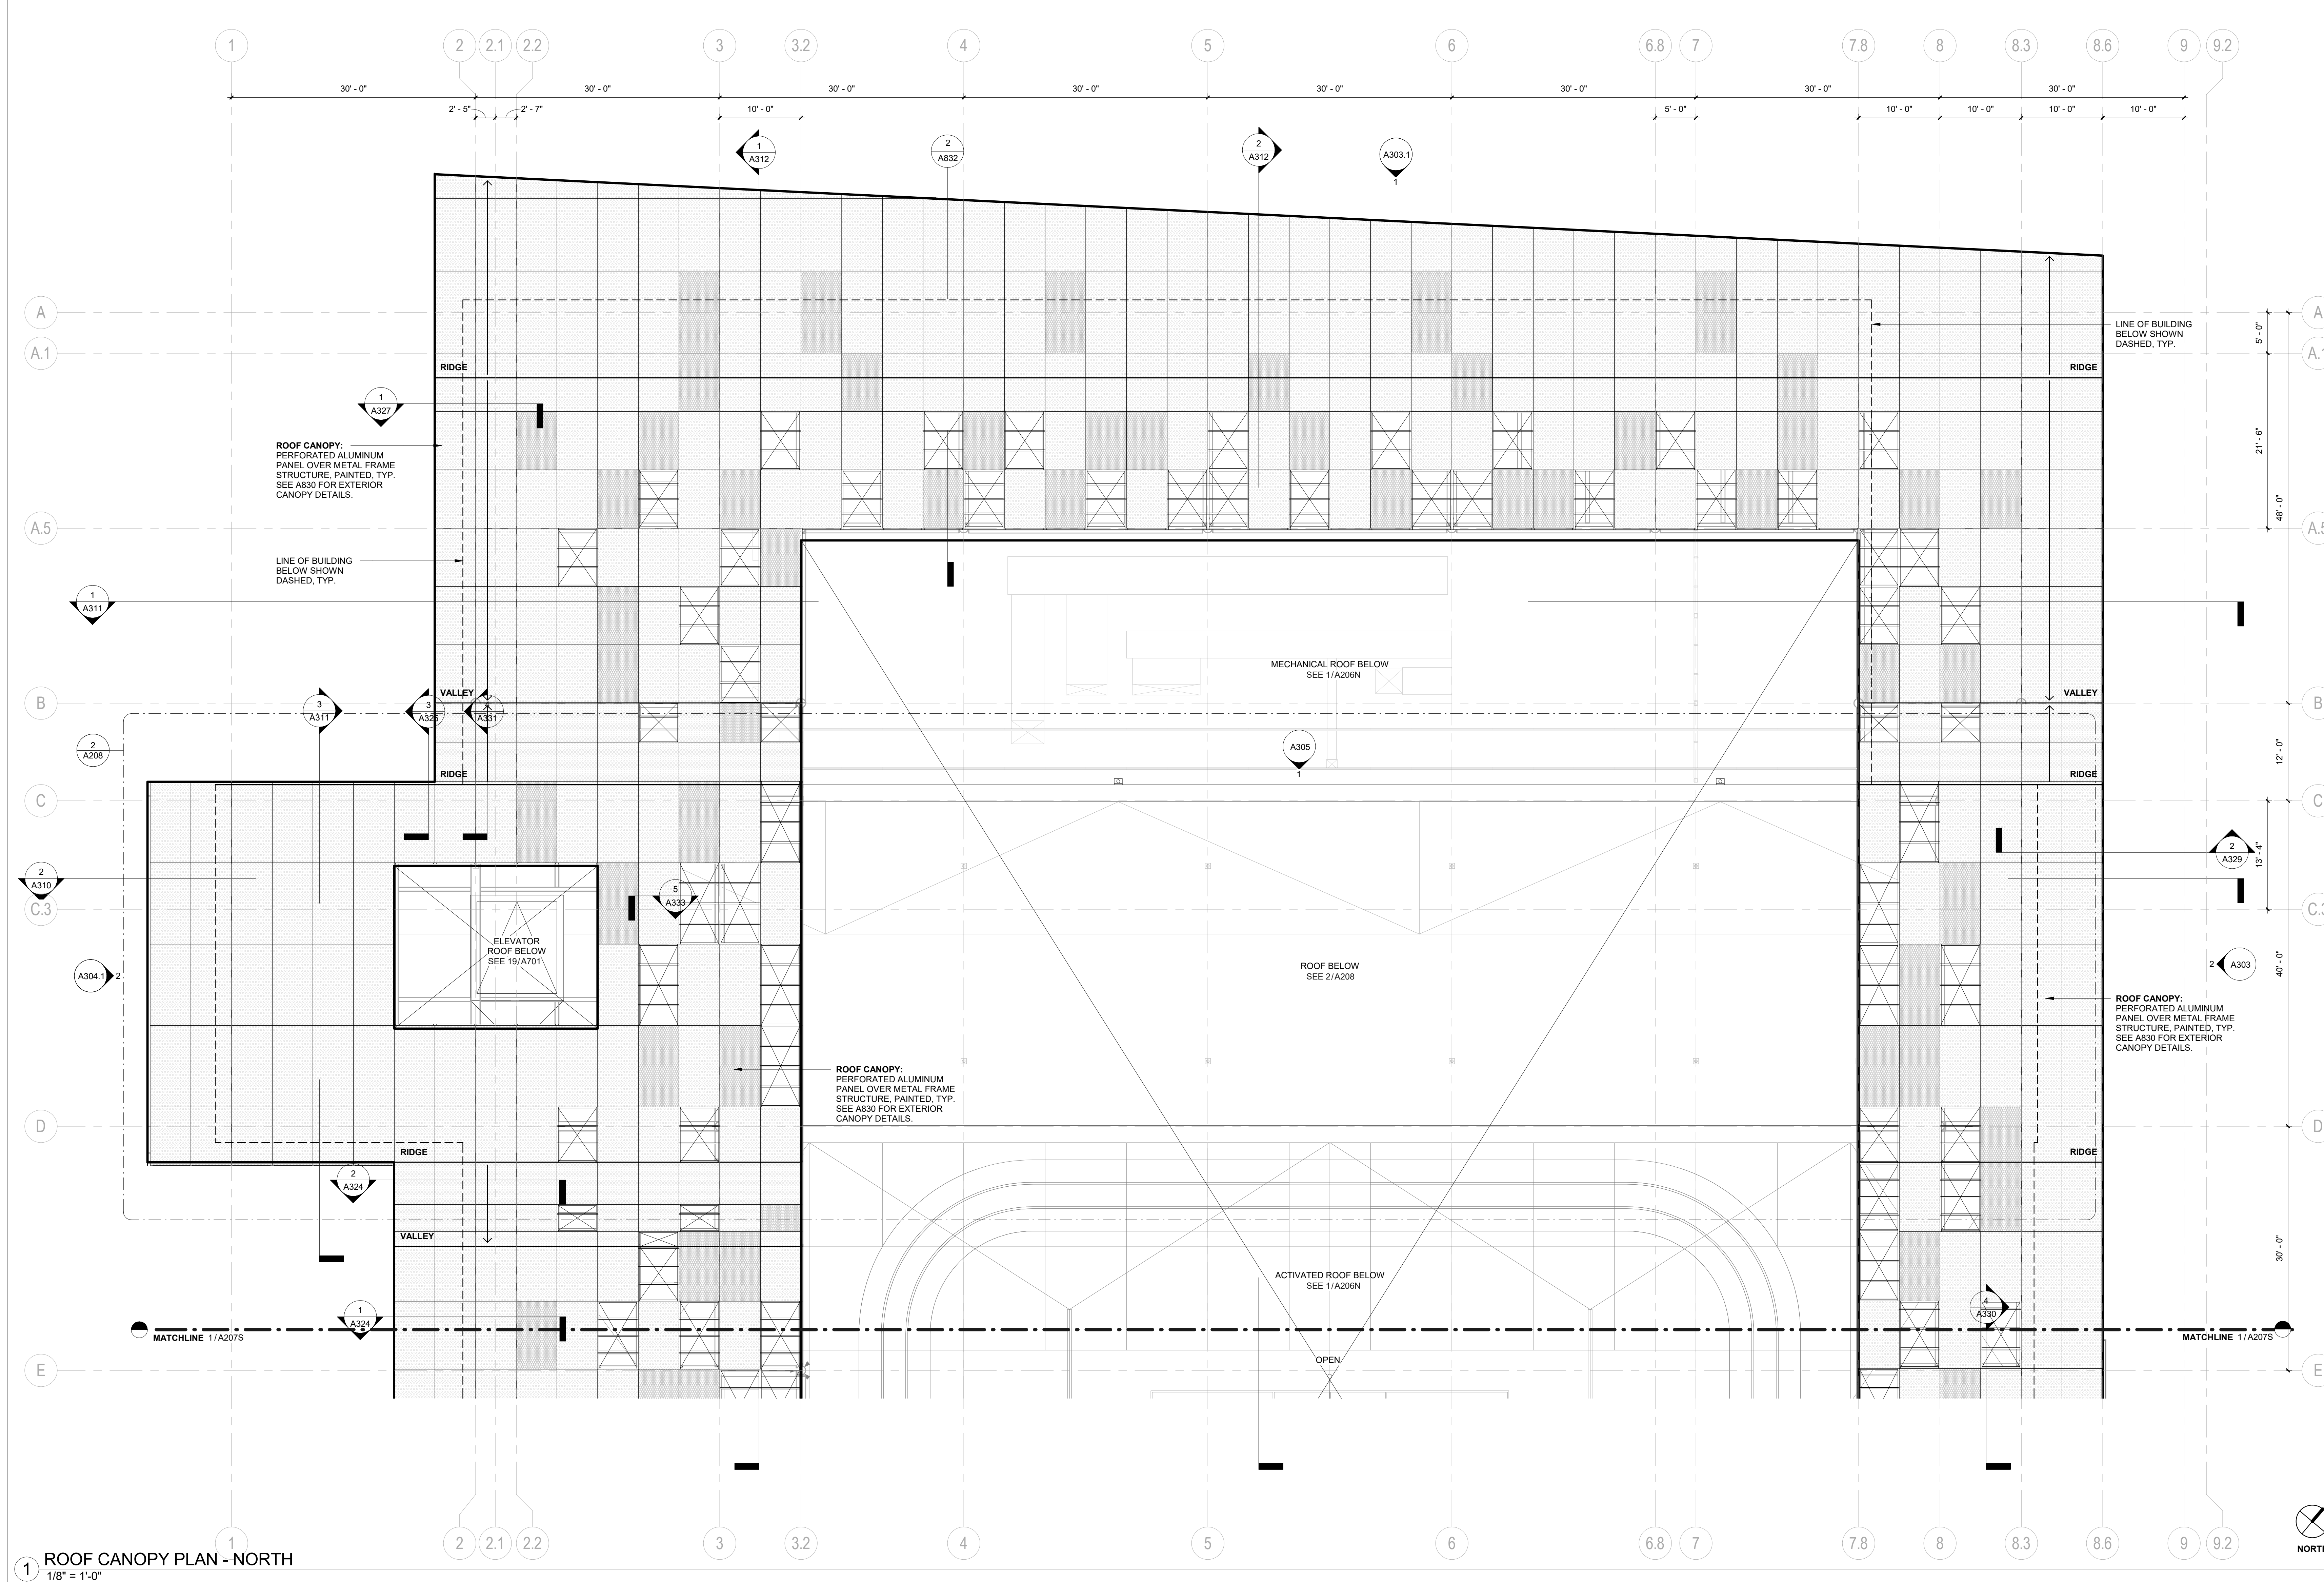 1 2 2.1 2.2 3 3.2 4 5 6 6.8 7 7.8 8 8.3 8.6 9 9.2
30' - 0" 30' - 0" 30' - 0" 30' - 0" 30' - 0" 30' - 0" 30' - 0" 30' - 0"
2' - 5" 2' - 7" 10' - 0" 5' - 0" 10' - 0" 10' - 0" 10' - 0" 10' - 0"
1
A312
2
A832
2
A312
A303.1
1
A A
A.1 A.1
5' - 0"
LINE OF BUILDING
BELOW SHOWN
DASHED, TYP.
RIDGE RIDGE
1
A327
ROOF CANOPY:
PERFORATED ALUMINUM
PANEL OVER METAL FRAME
STRUCTURE, PAINTED, TYP.
SEE A830 FOR EXTERIOR
CANOPY DETAILS.
21' - 6"
48' - 0"
A.5 A.5
LINE OF BUILDING
BELOW SHOWN
DASHED, TYP.
1
A311
MECHANICAL ROOF BELOW
SEE 1/A206N
VALLEY VALLEY
B B
3
A311
3
A325
A331
2
A208
A305
1
12' - 0"
RIDGE RIDGE
C C
2
A329
13' - 4"
2
A310
5
A333
C.3 C.3
ELEVATOR
ROOF BELOW
SEE 19/A701
ROOF BELOW
SEE 2/A208
A304.1 2
2 A303
40' - 0"
ROOF CANOPY:
PERFORATED ALUMINUM
PANEL OVER METAL FRAME
STRUCTURE, PAINTED, TYP.
SEE A830 FOR EXTERIOR
CANOPY DETAILS.
ROOF CANOPY:
PERFORATED ALUMINUM
PANEL OVER METAL FRAME
STRUCTURE, PAINTED, TYP.
SEE A830 FOR EXTERIOR
CANOPY DETAILS.
D D
RIDGE RIDGE
2
A324
VALLEY
30' - 0"
ACTIVATED ROOF BELOW
SEE 1/A206N
4
A330
1
A324
MATCHLINE 1/A207S MATCHLINE 1/A207S
OPEN
E E
1 2 2.1 2.2 3 3.2 4 5 6 6.8 7 7.8 8 8.3 8.6 9 9.2
NORTH
1 ROOF CANOPY PLAN - NORTH
1/8" = 1'-0"